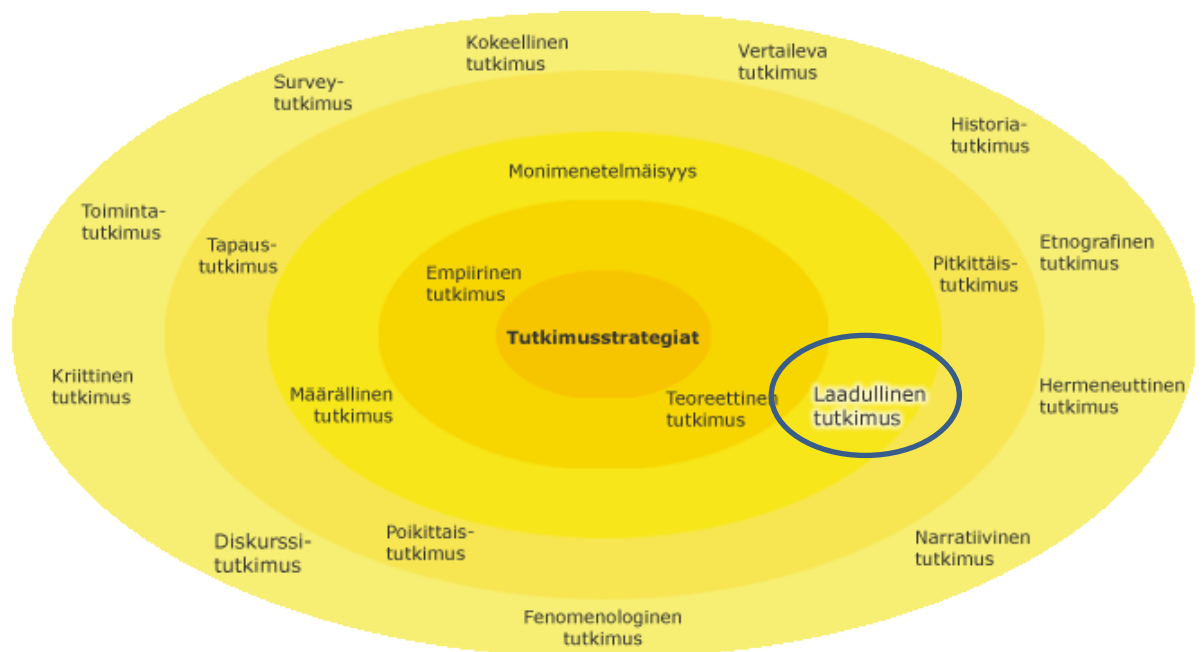 Kokeellinen
tutkimus
Vertaileva
tutkimus
Survey-
tutkimus
Historia-
tutkimus
Monimenetelmäisyys
Toiminta-
tutkimus
Tapaus-
tutkimus
Etnografinen
tutkimus
Pitkittäis-
tutkimus
Empiirinen
tutkimus
Tutkimusstrategiat
Kriittinen
tutkimus
Määrällinen
tutkimus
Teoreettinen
tutkimus
Laadullinen
tutkimus
Hermeneuttinen
tutkimus
Diskurssi-
tutkimus
Poikittais-
tutkimus
Narratiivinen
tutkimus
Fenomenologinen
tutkimus